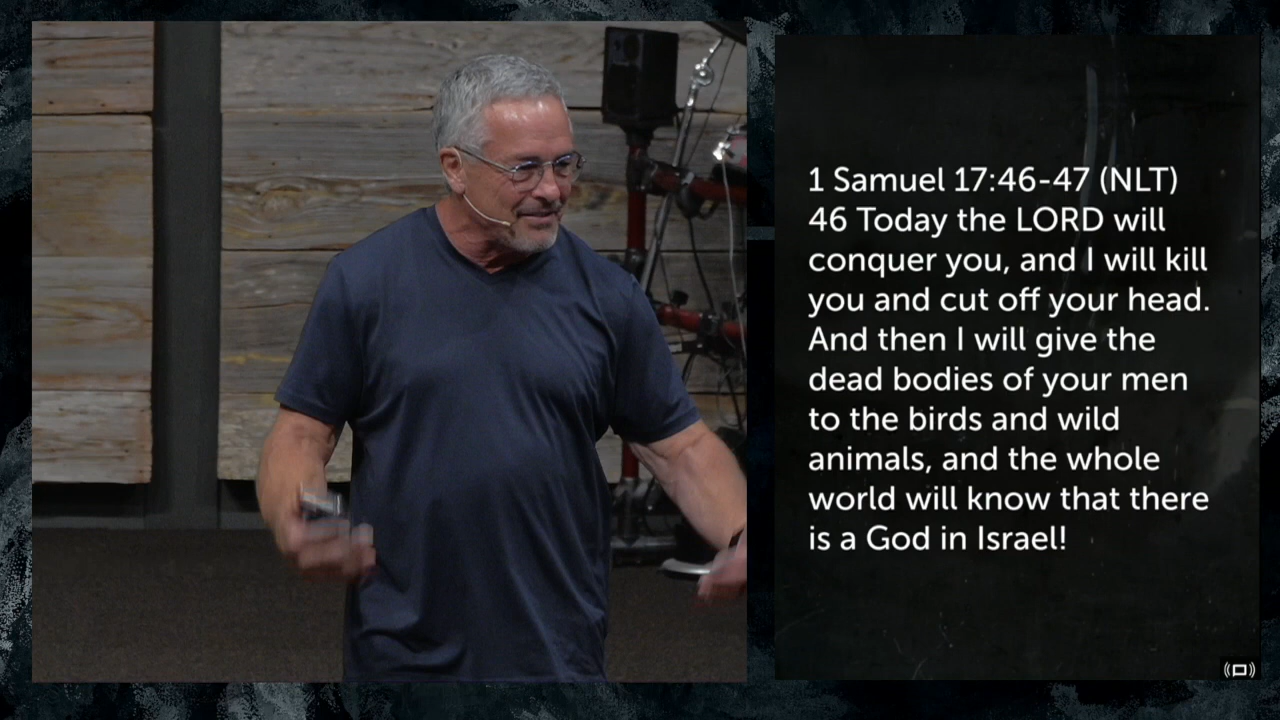 1 Samuel 17:46-47 (NLT)
46 Today the LORD will
conquer you, and I will kill
you and cut off your head.
And then I will give the
dead bodies of your men
to the birds and wild
animals, and the whole
world will know that there
is a God in Israel!